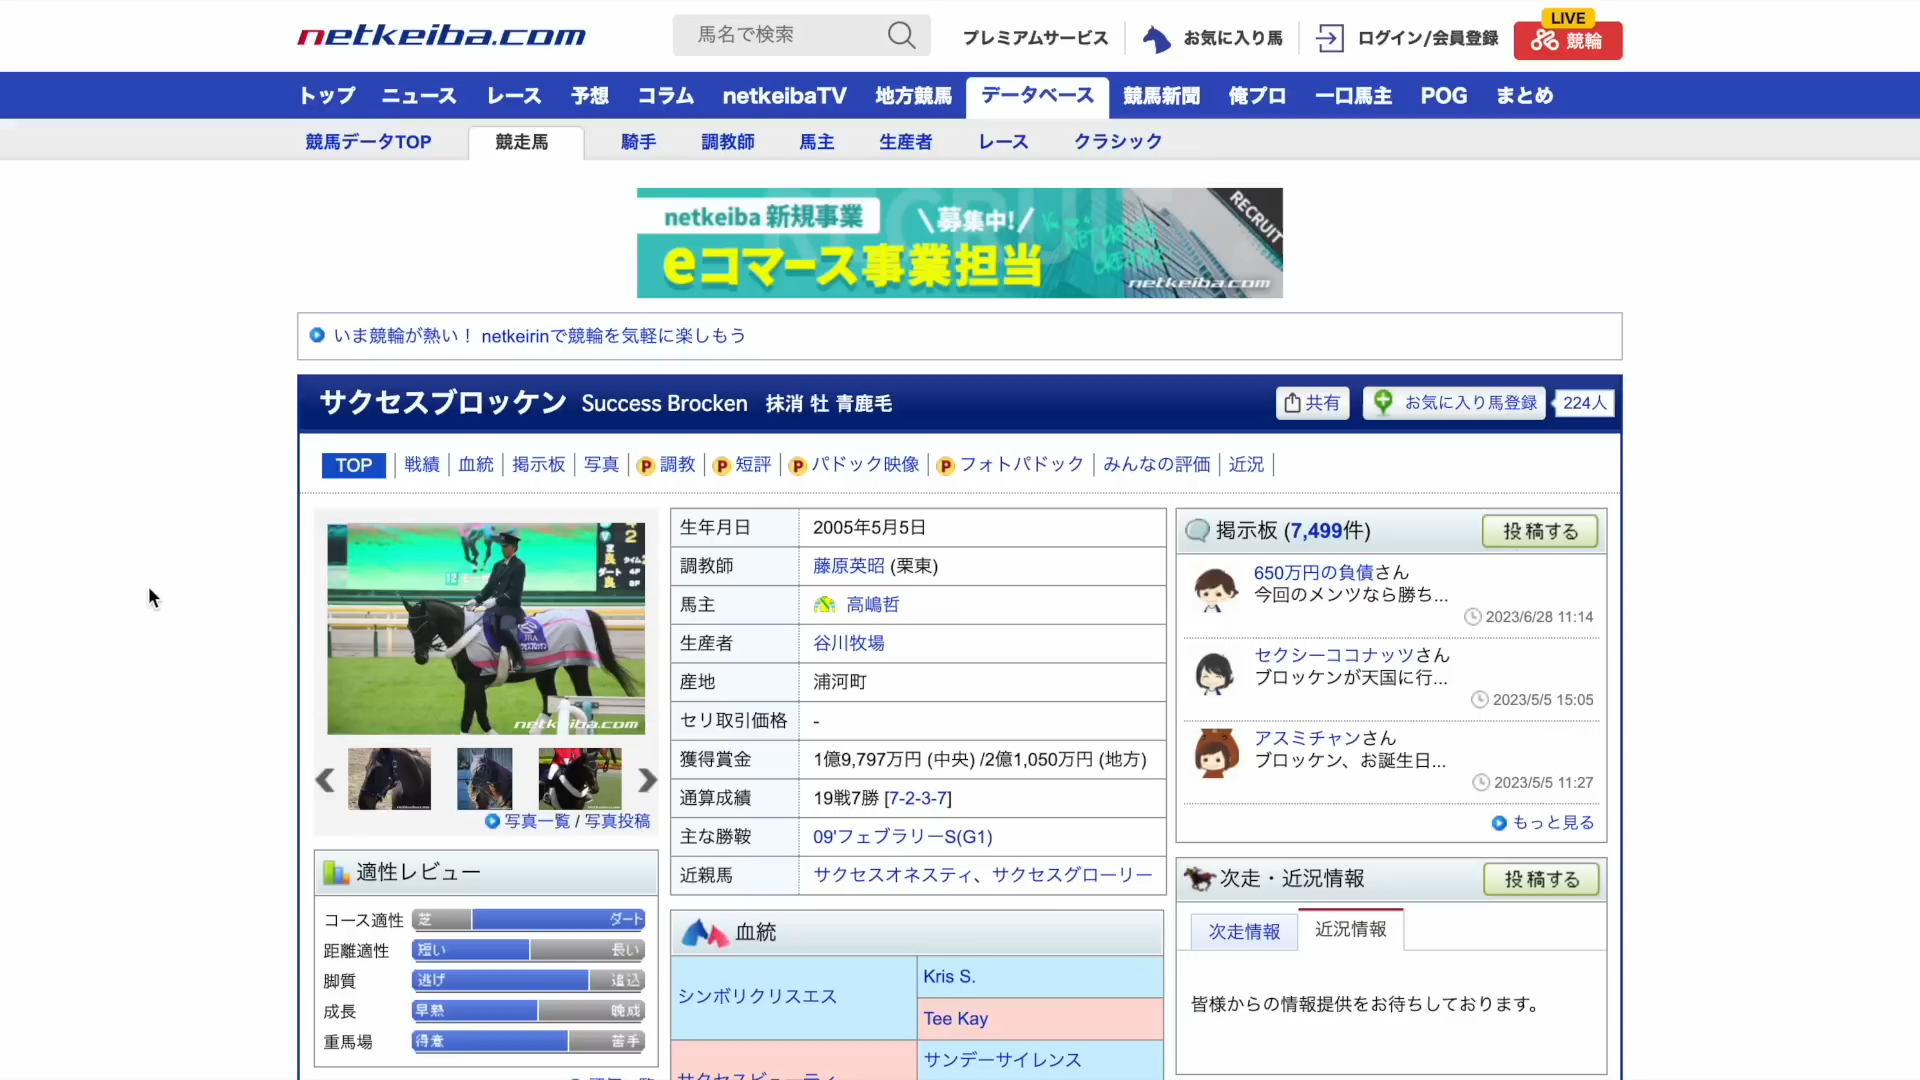 netkeiba.com
馬名で検索
プレミアムサービス
お気に入り馬
ログイン/会員登録
LIVE
競輪
トップ ニュース レース 予想 コラム netkeibaTV 地方競馬 データベース 競馬新聞 俺プロ 一口馬主 POG まとめ
競馬データTOP 競走馬 騎手 調教師 馬主 生産者 レース クラシック
netkeiba 新規事業
\募集中!/
eコマース事業担当
RECRUIT
netkeiba.com
いま競輪が熱い！ netkeirinで競輪を気軽に楽しもう
サクセスブロッケン Success Brocken 抹消 牡 青鹿毛
共有
お気に入り馬登録
224人
TOP 戦績 血統 掲示板 写真 P 調教 P 短評 P パドック映像 P フォトパドック みんなの評価 近況
netkeiba.com
写真一覧 / 写真投稿
適性レビュー
コース適性 芝 ダート
距離適性 短い 長い
脚質 逃げ 追込
成長 早熟 晩成
重馬場 得意 苦手
生年月日 2005年5月5日
調教師 藤原英昭 (栗東)
馬主 高嶋哲
生産者 谷川牧場
産地 浦河町
セリ取引価格 -
獲得賞金 1億9,797万円 (中央) /2億1,050万円 (地方)
通算成績 19戦7勝 [7-2-3-7]
主な勝鞍 09'フェブラリーS(G1)
近親馬 サクセスオネスティ、サクセスグローリー
血統
シンボリクリスエス
Kris S.
Tee Kay
サクセスビューティ
サンデーサイレンス
掲示板 (7,499件)
投稿する
650万円の負債さん
今回のメンツなら勝ち...
2023/6/28 11:14
セクシーココナッツさん
ブロッケンが天国に行...
2023/5/5 15:05
アスミチャンさん
ブロッケン、お誕生日...
2023/5/5 11:27
もっと見る
次走・近況情報
投稿する
次走情報 近況情報
皆様からの情報提供をお待ちしております。